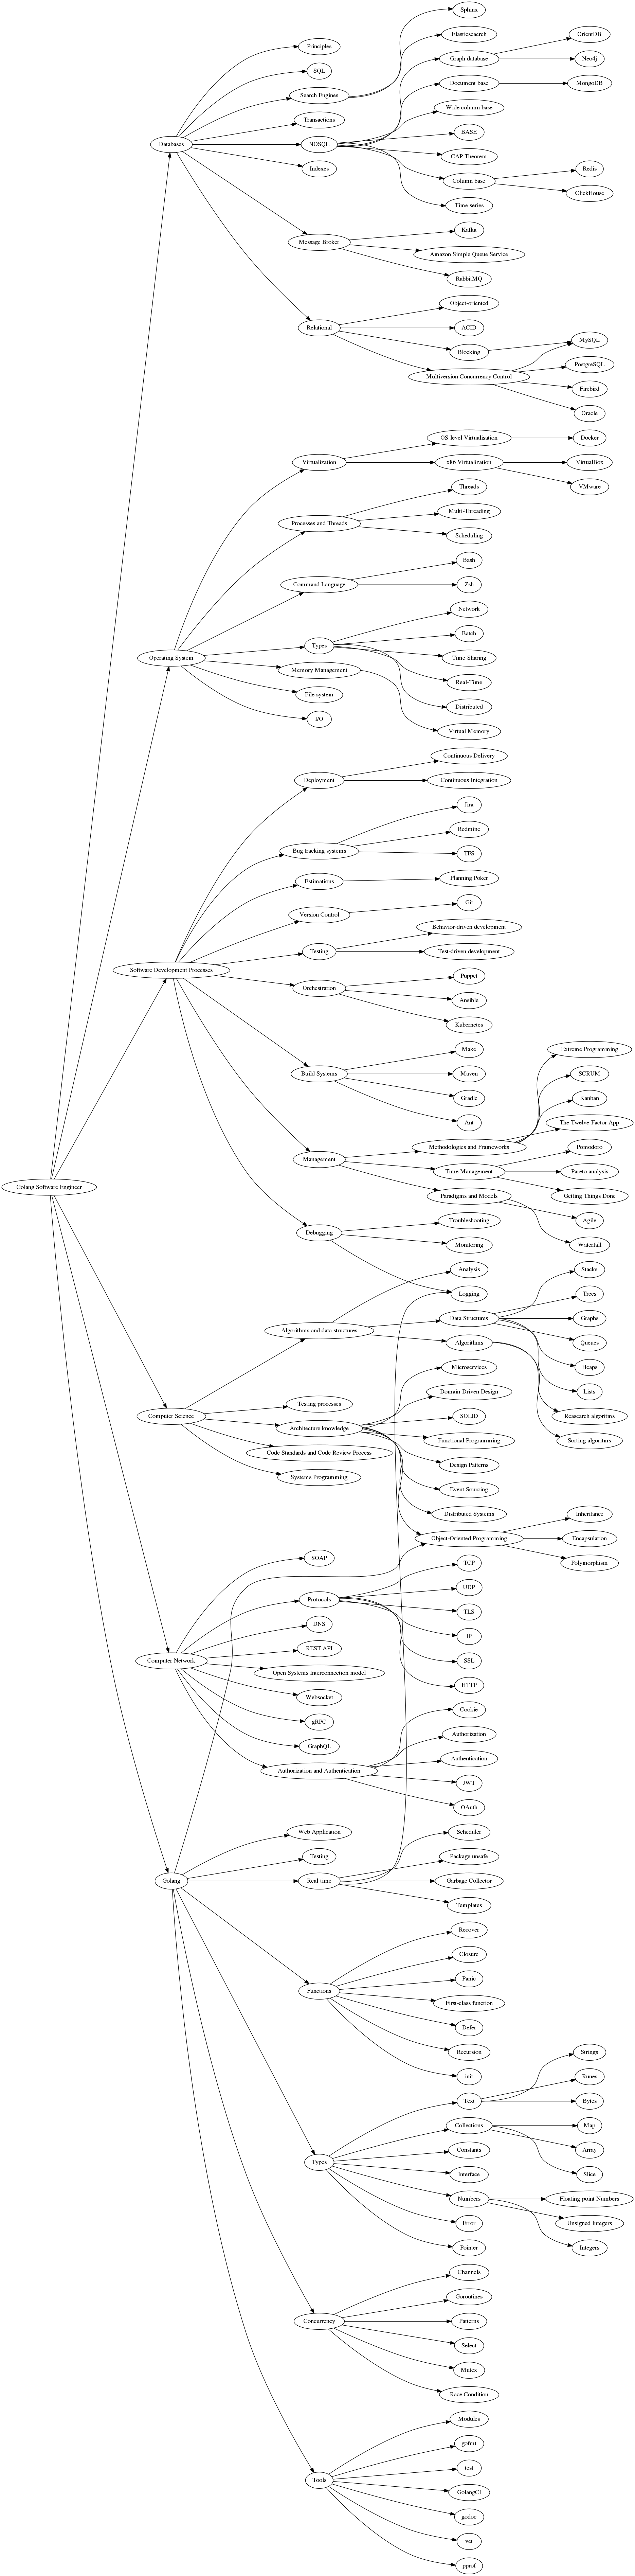 Sphinx
Elasticsearch
OrientDB
Principles
Graph database
Neo4j
SQL
Document base
MongoDB
Search Engines
Wide column base
Transactions
BASE
Databases
NOSQL
CAP Theorem
Indexes
Redis
Column base
ClickHouse
Time series
Kafka
Message Broker
Amazon Simple Queue Service
RabbitMQ
Object-oriented
Relational
ACID
MySQL
Blocking
PostgreSQL
Multiversion Concurrency Control
Firebird
Oracle
OS-level Virtualisation
Docker
Virtualization
x86 Virtualization
VirtualBox
VMware
Threads
Multi-Threading
Processes and Threads
Scheduling
Bash
Command Language
Zsh
Network
Batch
Types
Operating System
Time-Sharing
Memory Management
Real-Time
File system
Distributed
I/O
Virtual Memory
Continuous Delivery
Deployment
Continuous Integration
Jira
Redmine
Bug tracking systems
TFS
Estimations
Planning Poker
Git
Version Control
Behavior-driven development
Testing
Test-driven development
Software Development Processes
Puppet
Orchestration
Ansible
Kubernetes
Make
Extreme Programming
Build Systems
Maven
SCRUM
Gradle
Kanban
Ant
The Twelve-Factor App
Methodologies and Frameworks
Pomodoro
Management
Time Management
Pareto analysis
Golang Software Engineer
Paradigms and Models
Getting Things Done
Troubleshooting
Agile
Debugging
Monitoring
Waterfall
Analysis
Stacks
Logging
Trees
Algorithms and data structures
Data Structures
Graphs
Algorithms
Queues
Microservices
Heaps
Testing processes
Domain-Driven Design
Lists
Computer Science
SOLID
Reasearch algoritms
Architecture knowledge
Functional Programming
Sorting algoritms
Code Standards and Code Review Process
Design Patterns
Systems Programming
Event Sourcing
Distributed Systems
Inheritance
Object-Oriented Programming
Encapsulation
SOAP
TCP
Polymorphism
Protocols
UDP
DNS
TLS
REST API
IP
Computer Network
Open Systems Interconnection model
SSL
Websocket
HTTP
gRPC
Cookie
GraphQL
Authorization
Authorization and Authentication
Authentication
JWT
OAuth
Web Application
Scheduler
Testing
Package unsafe
Golang
Real-time
Garbage Collector
Templates
Recover
Closure
Functions
Panic
First-class function
Defer
Recursion
Strings
init
Runes
Text
Bytes
Collections
Map
Constants
Array
Types
Interface
Slice
Numbers
Floating-point Numbers
Error
Unsigned Integers
Pointer
Integers
Channels
Goroutines
Concurrency
Patterns
Select
Mutex
Race Condition
Modules
gofmt
test
Tools
GolangCI
godoc
vet
pprof